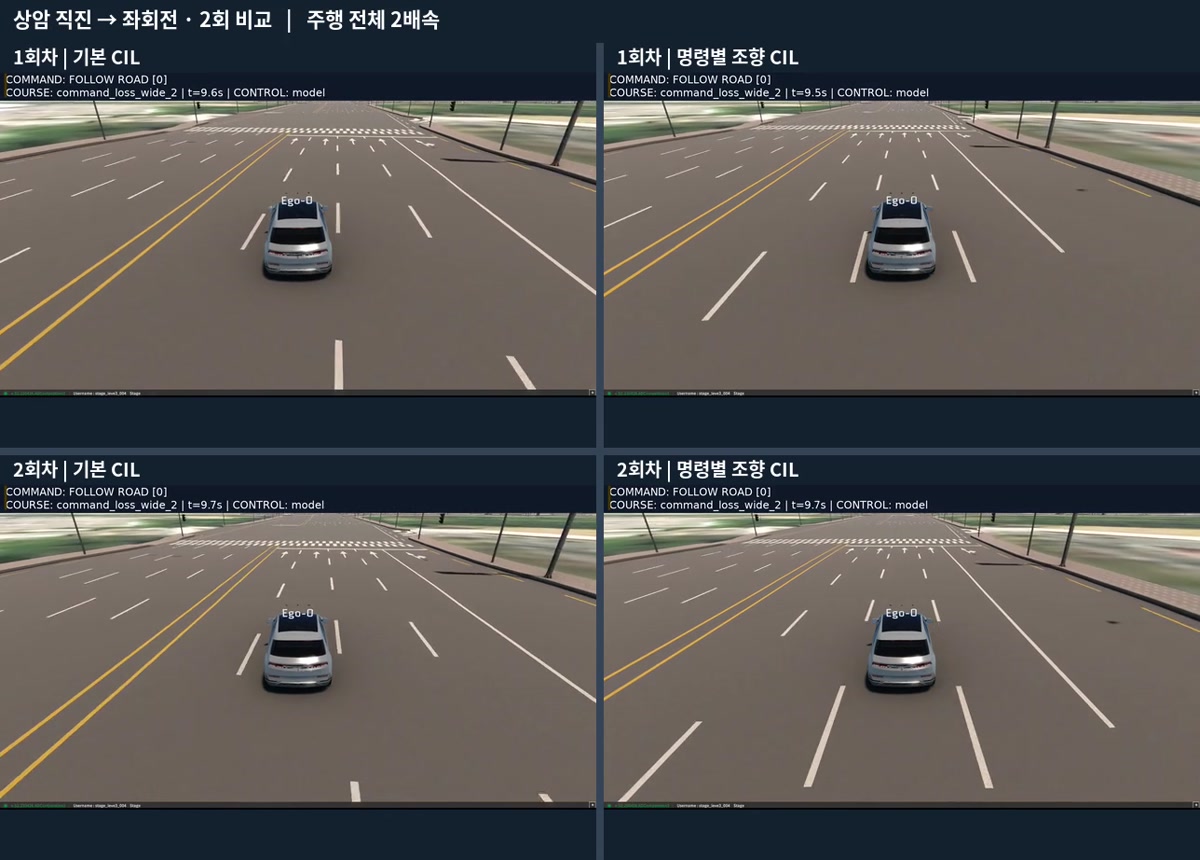 상암 직진 → 좌회전 · 2회 비교 | 주행 전체 2배속
1회차 | 기본 CIL
COMMAND: FOLLOW ROAD [0]
COURSE: command_loss_wide_2 | t=9.6s | CONTROL: model
Ego-0
1회차 | 명령별 조향 CIL
COMMAND: FOLLOW ROAD [0]
COURSE: command_loss_wide_2 | t=9.5s | CONTROL: model
Ego-0
2회차 | 기본 CIL
COMMAND: FOLLOW ROAD [0]
COURSE: command_loss_wide_2 | t=9.7s | CONTROL: model
Ego-0
2회차 | 명령별 조향 CIL
COMMAND: FOLLOW ROAD [0]
COURSE: command_loss_wide_2 | t=9.7s | CONTROL: model
Ego-0